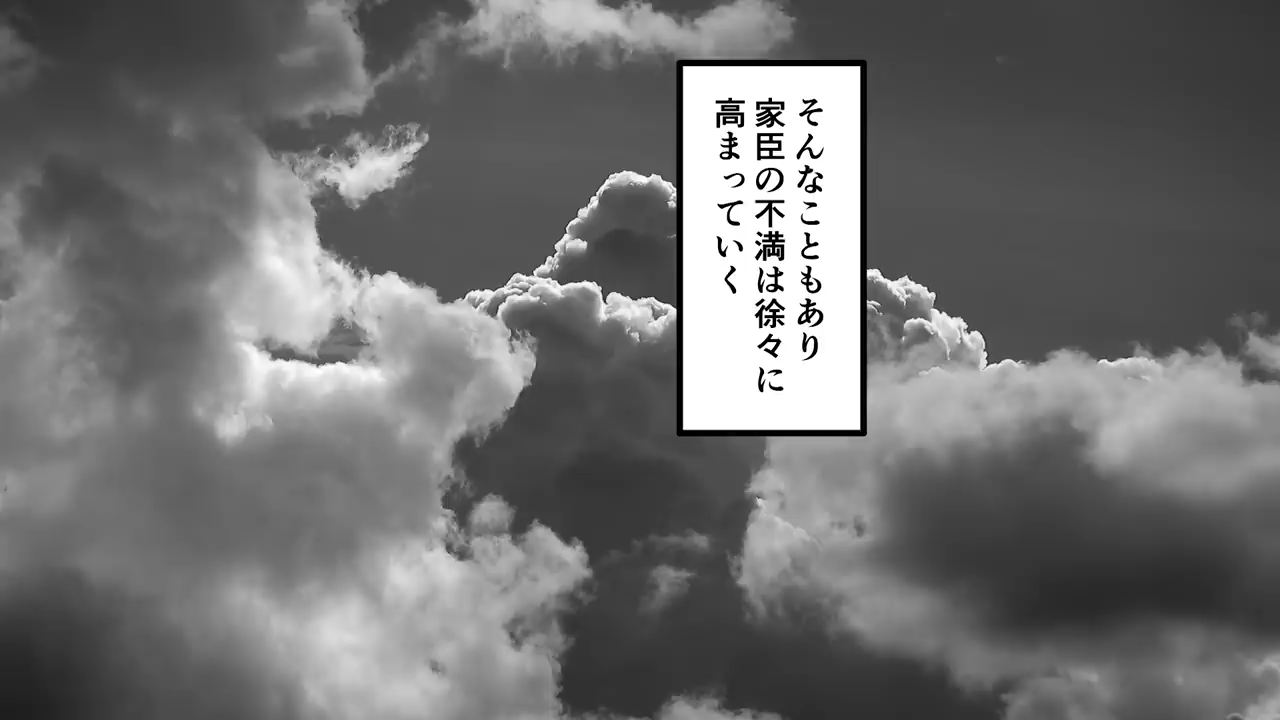 そんなこともあり
家臣の不満は徐々に
高まっていく